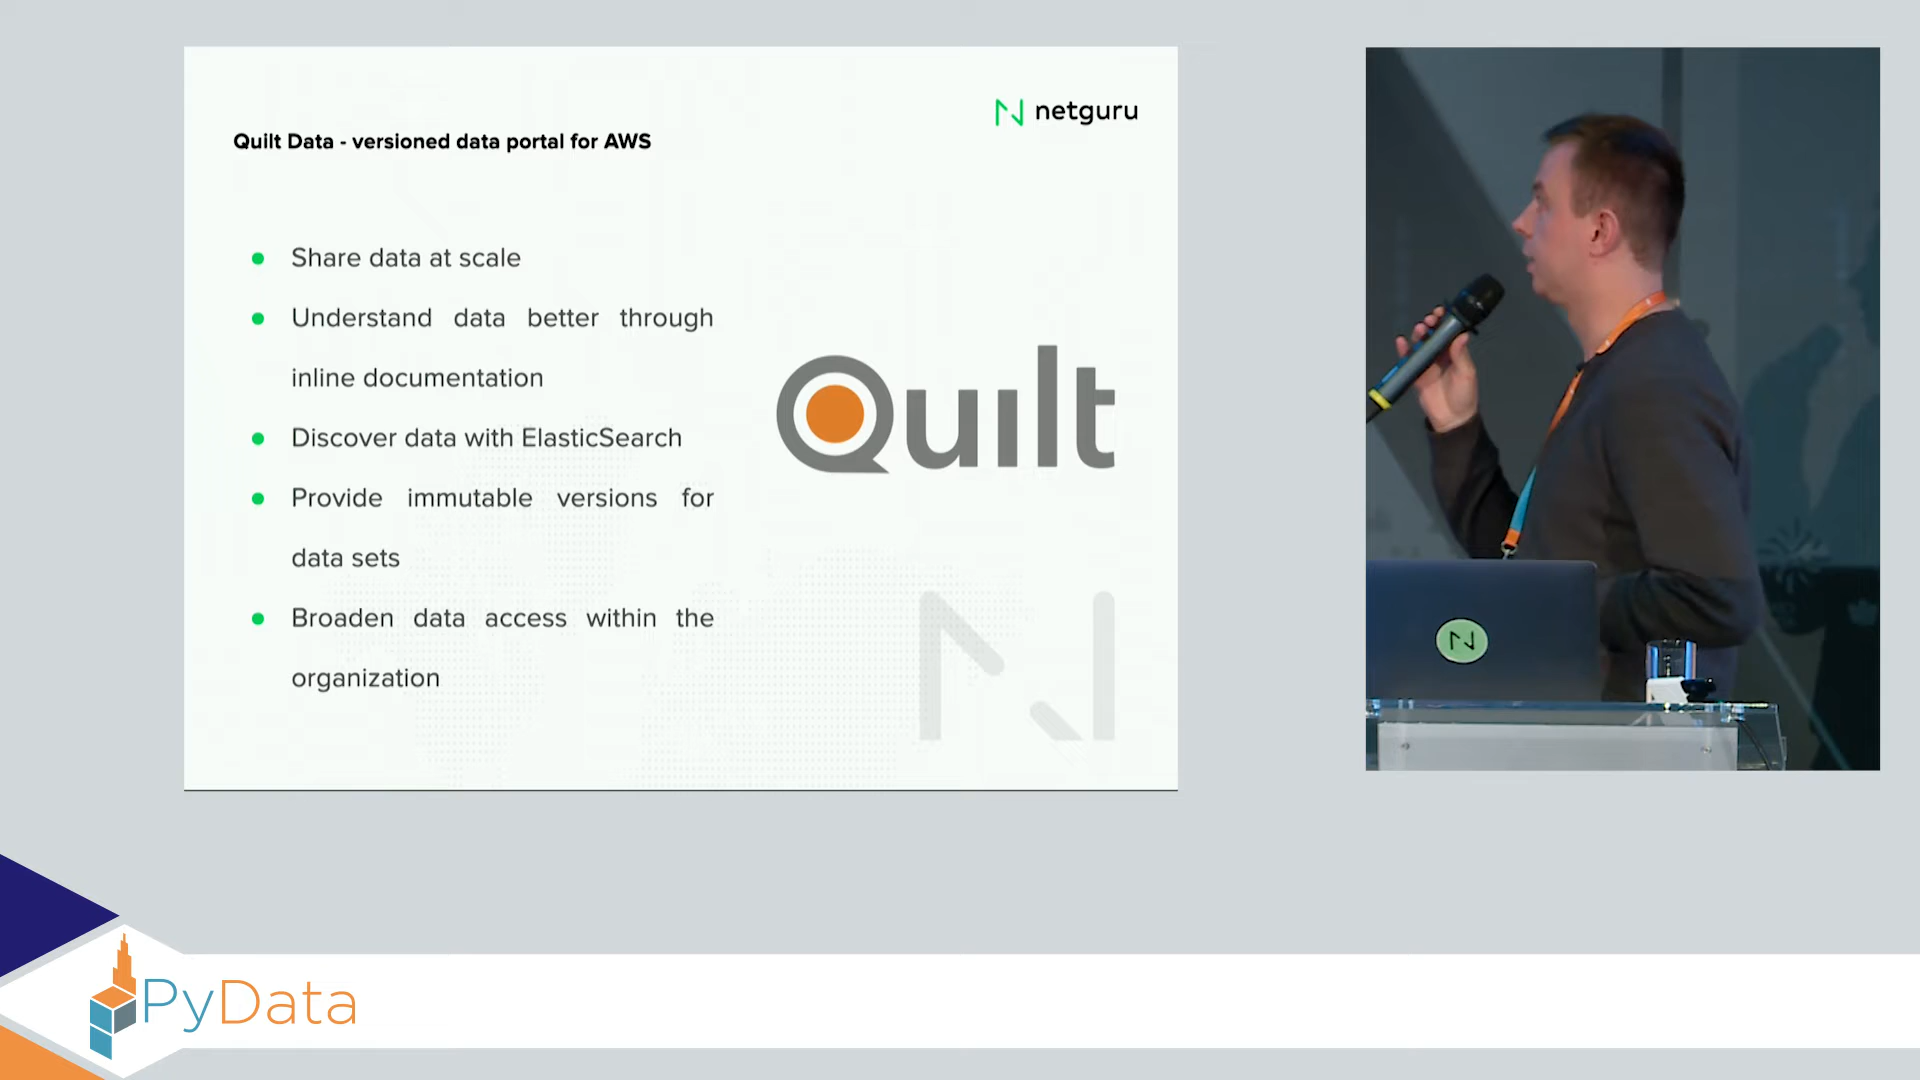 netguru
Quilt Data - versioned data portal for AWS
Share data at scale
Understand data better through
inline documentation
Discover data with ElasticSearch
Provide immutable versions for
data sets
Broaden data access within the
organization
Quilt
PyData